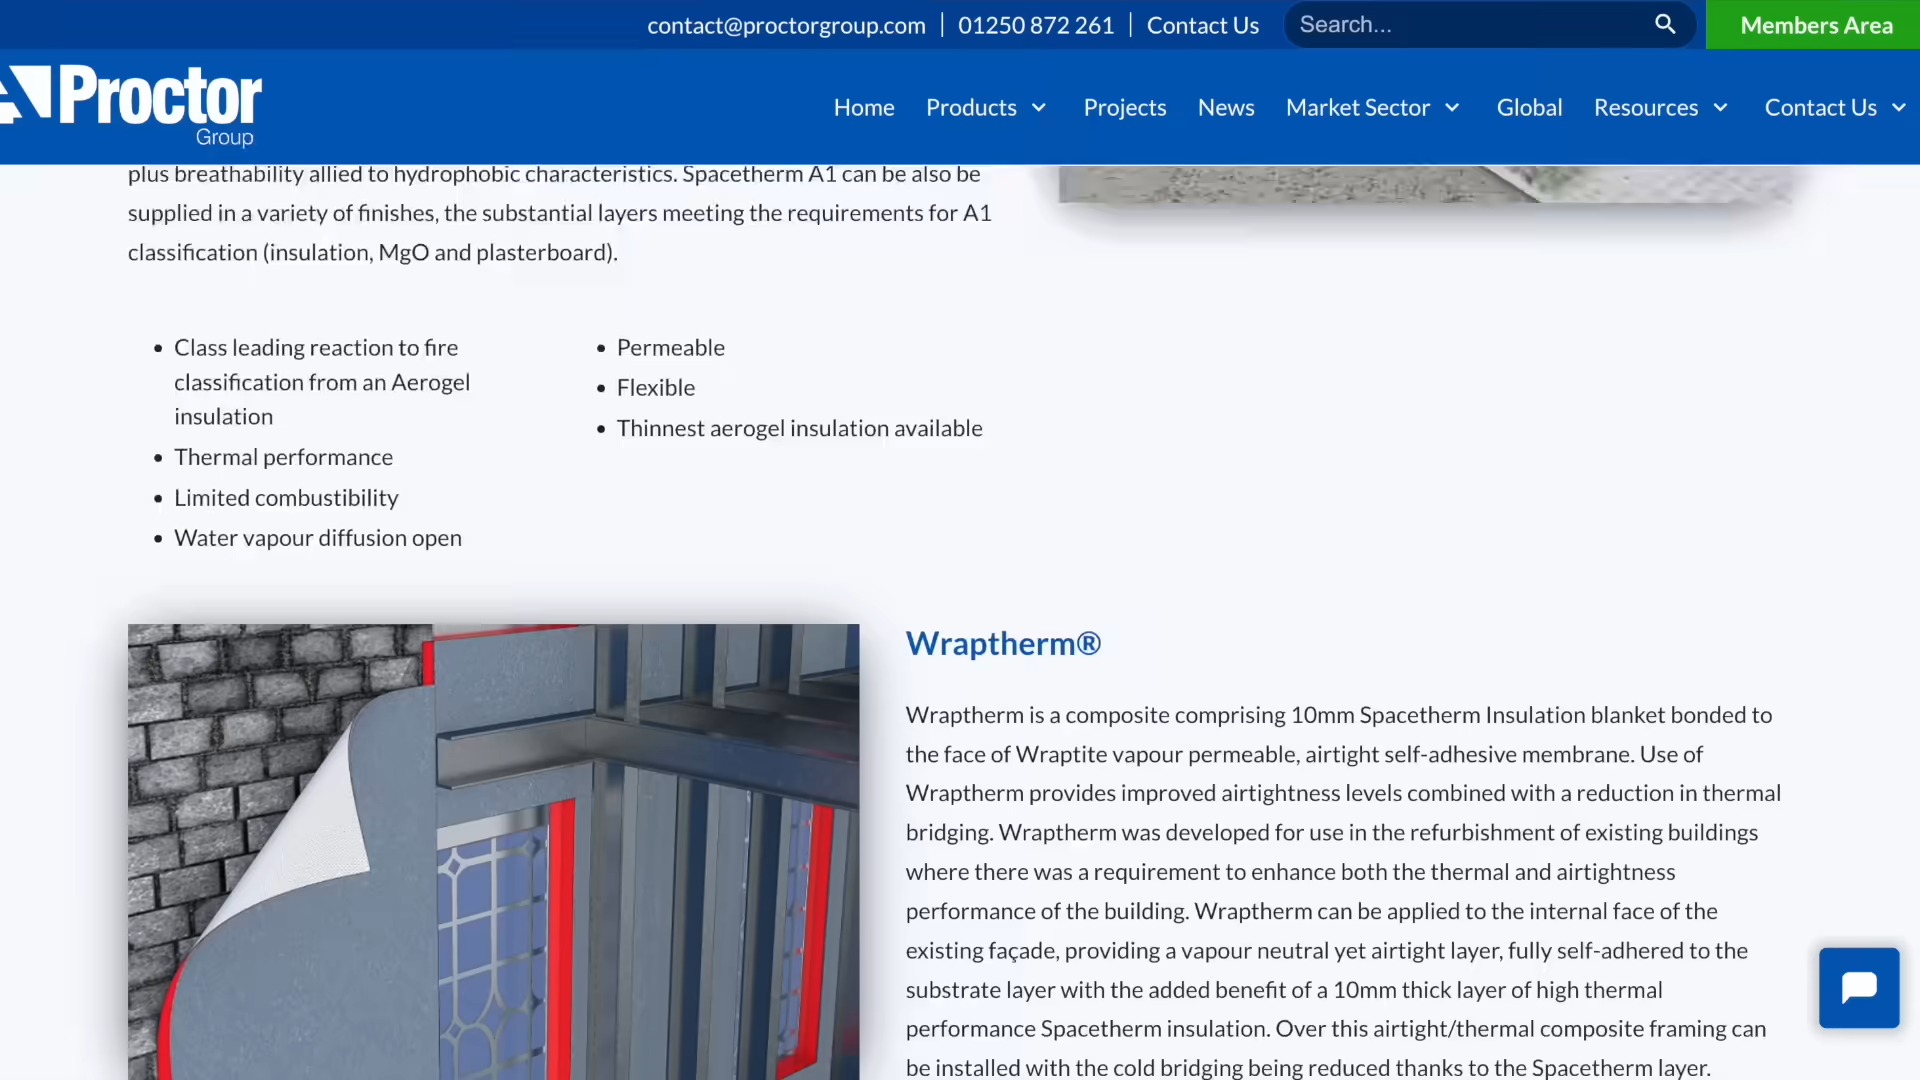 contact@proctorgroup.com | 01250 872 261 | Contact Us
Search...
Members Area
Proctor
Group
Home Products Projects News Market Sector Global Resources Contact Us
plus breathability allied to hydrophobic characteristics. Spacetherm A1 can be also be
supplied in a variety of finishes, the substantial layers meeting the requirements for A1
classification (insulation, MgO and plasterboard).
• Class leading reaction to fire
classification from an Aerogel
insulation
• Thermal performance
• Limited combustibility
• Water vapour diffusion open
• Permeable
• Flexible
• Thinnest aerogel insulation available
Wraptherm®
Wraptherm is a composite comprising 10mm Spacetherm Insulation blanket bonded to
the face of Wraptite vapour permeable, airtight self-adhesive membrane. Use of
Wraptherm provides improved airtightness levels combined with a reduction in thermal
bridging. Wraptherm was developed for use in the refurbishment of existing buildings
where there was a requirement to enhance both the thermal and airtightness
performance of the building. Wraptherm can be applied to the internal face of the
existing façade, providing a vapour neutral yet airtight layer, fully self-adhered to the
substrate layer with the added benefit of a 10mm thick layer of high thermal
performance Spacetherm insulation. Over this airtight/thermal composite framing can
be installed with the cold bridging being reduced thanks to the Spacetherm layer.